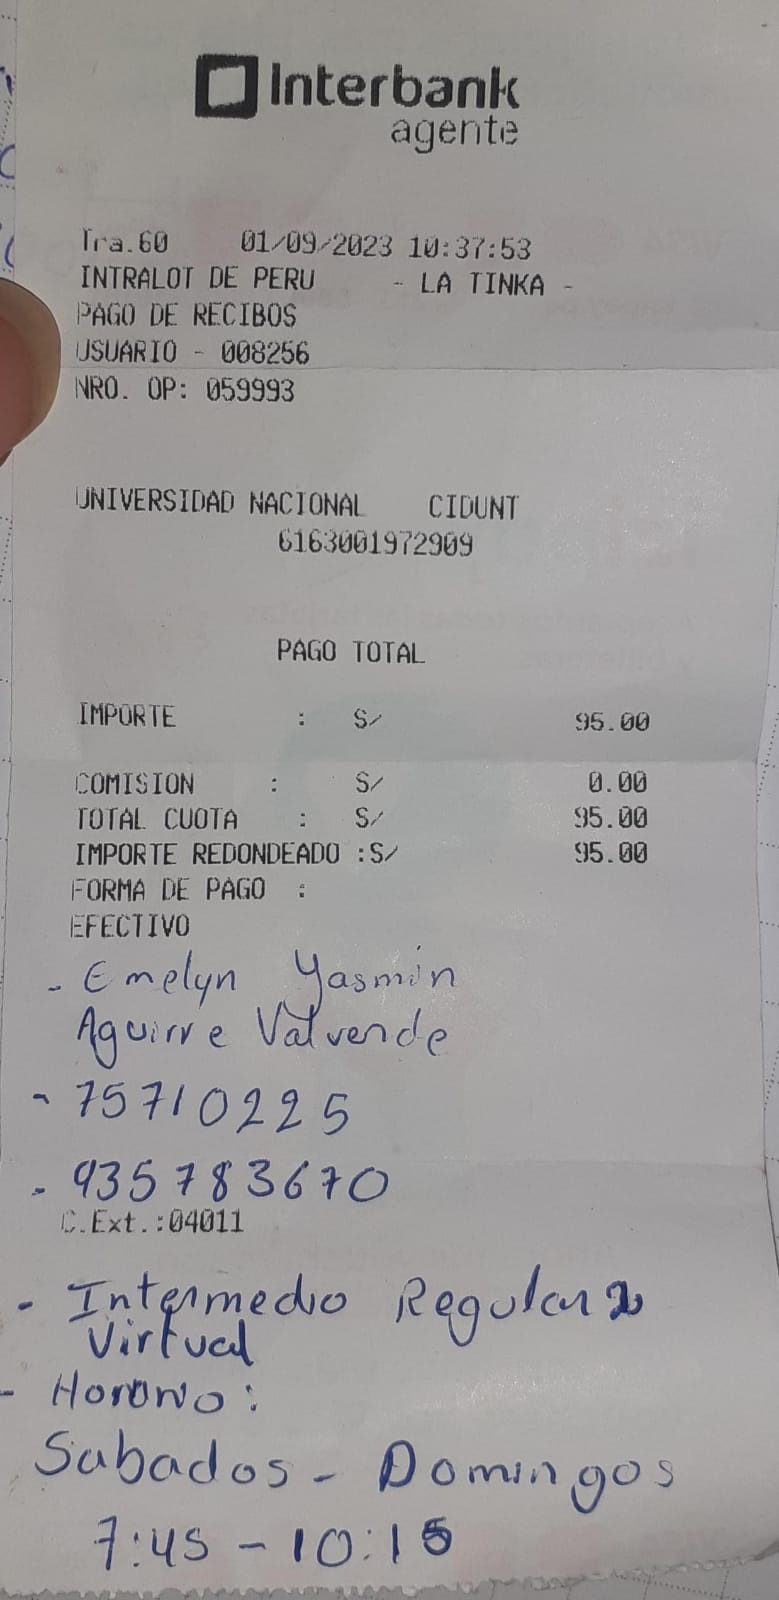 Interbank
agente
Tra.60 01/09/2023 10:37:53
INTRALOT DE PERU - LA TINKA -
PAGO DE RECIBOS
USUARIO - 008256
NRO. OP: 059993
UNIVERSIDAD NACIONAL CIDUNT
6163001972909
PAGO TOTAL
IMPORTE : S/ 95.00
COMISION : S/ 0.00
TOTAL CUOTA : S/ 95.00
IMPORTE REDONDEADO :S/ 95.00
FORMA DE PAGO :
EFECTIVO
- Emelyn Yasmin
Aguirre Valverde
- 75710225
- 935783670
C.Ext.:04011
- Intermedio Regular 2
Virtual
- Horario:
Sabados - Domingos
7:45 - 10:15